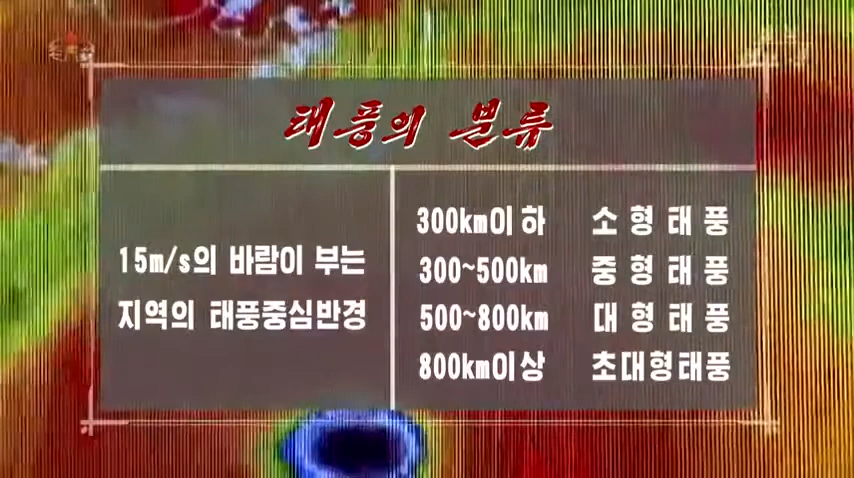 태풍의 분류
15m/s의 바람이 부는
지역의 태풍중심반경
300km이하 소형태풍
300~500km 중형태풍
500~800km 대형태풍
800km이상 초대형태풍